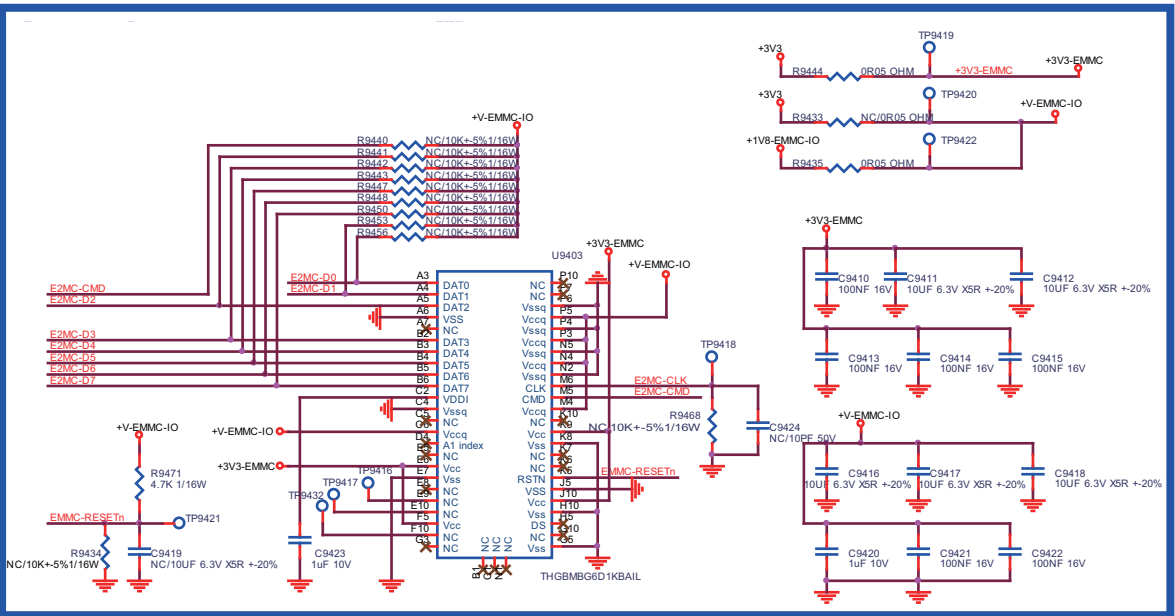 TP9419
+3V3
R9444 0R05 OHM +3V3-EMMC
+3V3-EMMC
+3V3
TP9420
R9433 NC/0R05 OHM
+V-EMMC-IO
+1V8-EMMC-IO
TP9422
R9435 0R05 OHM
+V-EMMC-IO
R9440 NC/10K+-5%1/16W
R9441 NC/10K+-5%1/16W
R9442 NC/10K+-5%1/16W
R9443 NC/10K+-5%1/16W
R9447 NC/10K+-5%1/16W
R9448 NC/10K+-5%1/16W
R9450 NC/10K+-5%1/16W
R9453 NC/10K+-5%1/16W
R9456 NC/10K+-5%1/16W
E2MC-D0
E2MC-D1
E2MC-CMD
E2MC-D2
E2MC-D3
E2MC-D4
E2MC-D5
E2MC-D6
E2MC-D7
+3V3-EMMC
U9403
+V-EMMC-IO
A3 DAT0
A4 DAT1
A5 DAT2
A6 VSS
A7 NC
B2 DAT3
B3 DAT4
B4 DAT5
B5 DAT6
B6 DAT7
C2 VDDI
C4 Vssq
C5 NC
C6 Vccq
D4 A1 index
NC
E6 Vcc
E7 Vss
E8 NC
E9 NC
E10 NC
F5 Vcc
F10 NC
G3 NC
NC P10
NC P7
Vssq P6
Vccq P5
Vssq P4
Vccq P3
Vssq N5
Vccq N4
Vssq N2
CLK M6
CMD M5
Vccq M4
NC K10
Vcc K9
Vss K8
NC K7
NC K6
RSTN K5
VSS J5
Vcc J10
Vss H10
DS H5
NC G10
Vss G5
NC NC NC
B1
THGBMBG6D1KBAIL
TP9418
E2MC-CLK
E2MC-CMD
R9468
NC/10K+-5%1/16W
C9424
NC/10PF 50V
EMMC-RESETn
+V-EMMC-IO
R9471
4.7K 1/16W
EMMC-RESETn
TP9421
R9434
NC/10K+-5%1/16W
C9419
NC/10UF 6.3V X5R +-20%
+V-EMMC-IO
+3V3-EMMC
TP9416
TP9417
TP9432
C9423
1uF 10V
+3V3-EMMC
C9410
100NF 16V
C9411
10UF 6.3V X5R +-20%
C9412
10UF 6.3V X5R +-20%
C9413
100NF 16V
C9414
100NF 16V
C9415
100NF 16V
+V-EMMC-IO
C9416
10UF 6.3V X5R +-20%
C9417
10UF 6.3V X5R +-20%
C9418
10UF 6.3V X5R +-20%
C9420
1uF 10V
C9421
100NF 16V
C9422
100NF 16V